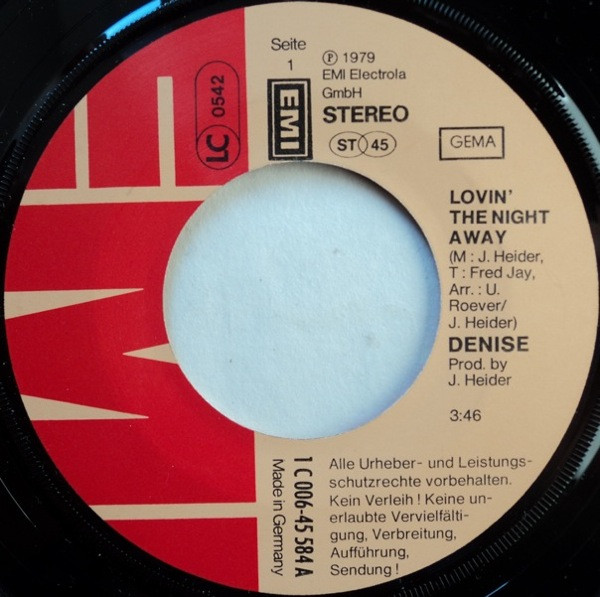 Seite
1
℗ 1979
EMI Electrola
GmbH
STEREO
ST 45
EMI
LC 0542
GEMA
LOVIN'
THE NIGHT
AWAY
(M : J. Heider,
T : Fred Jay,
Arr. : U.
Roever/
J. Heider)
DENISE
Prod. by
J. Heider
3:46
1 C 006-45 584 A
Made in Germany
Alle Urheber- und Leistungs-
schutzrechte vorbehalten.
Kein Verleih ! Keine un-
erlaubte Vervielfälti-
gung, Verbreitung,
Aufführung,
Sendung !
EMI